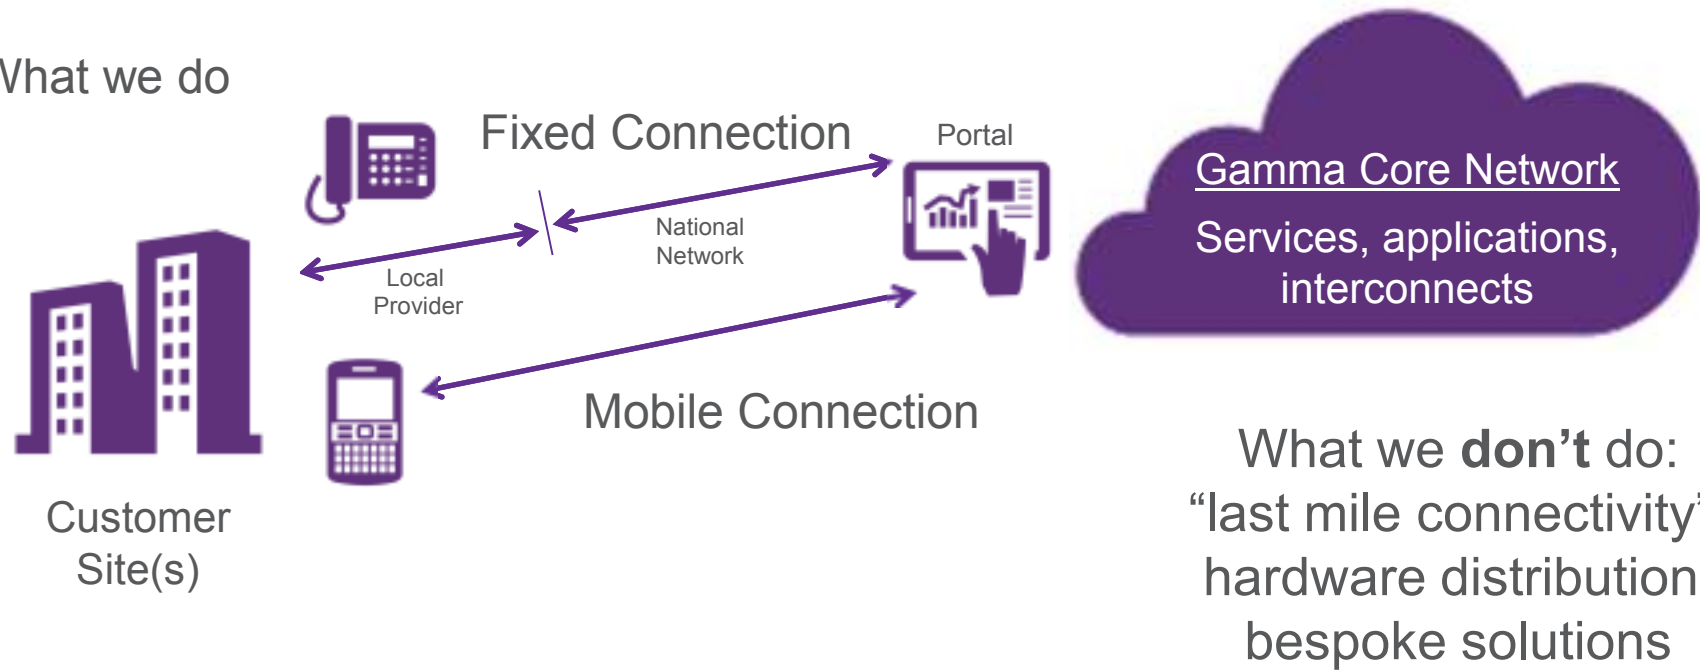 What we do
Fixed Connection
Portal
National
Network
Local
Provider
Mobile Connection
Customer
Site(s)
Gamma Core Network
Services, applications,
interconnects
What we don’t do:
“last mile connectivity”
hardware distribution
bespoke solutions